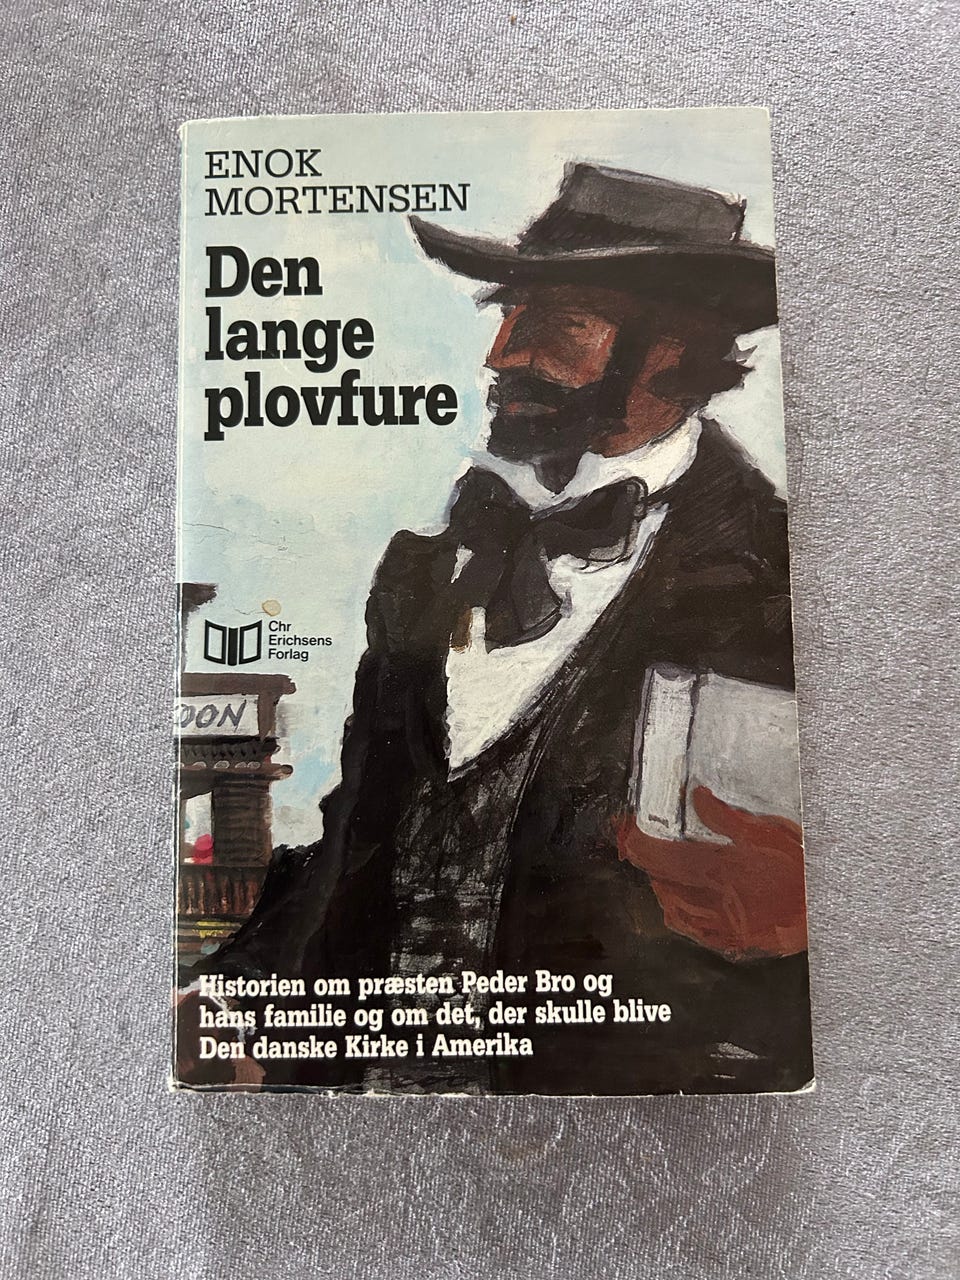 ENOK
MORTENSEN
Den
lange
plovfure
Chr
Erichsens
Forlag
OON
Historien om præsten Peder Bro og
hans familie og om det, der skulle blive
Den danske Kirke i Amerika